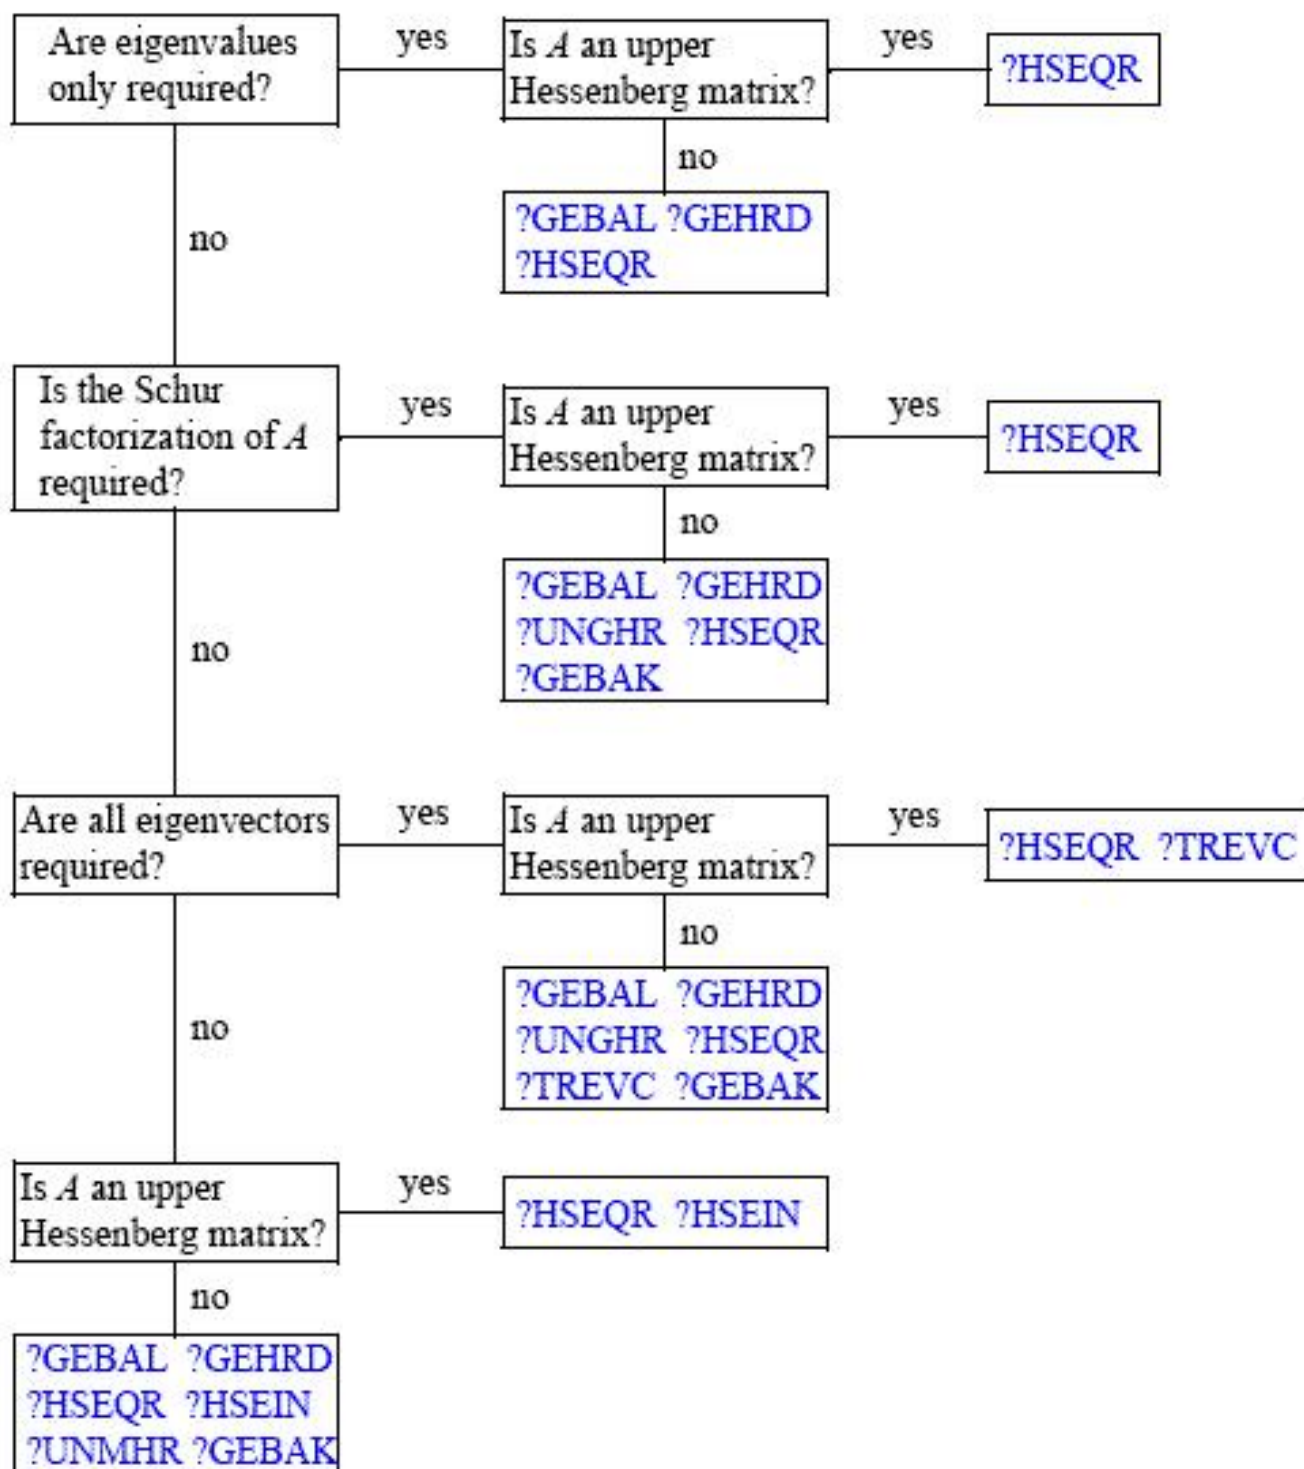 Are eigenvalues
only required?
yes
Is A an upper
Hessenberg matrix?
yes
?HSEQR
no
?GEBAL ?GEHRD
?HSEQR
no
Is the Schur
factorization of A
required?
yes
Is A an upper
Hessenberg matrix?
yes
?HSEQR
no
?GEBAL ?GEHRD
?UNGHR ?HSEQR
?GEBAK
no
Are all eigenvectors
required?
yes
Is A an upper
Hessenberg matrix?
yes
?HSEQR ?TREVC
no
?GEBAL ?GEHRD
?UNGHR ?HSEQR
?TREVC ?GEBAK
no
Is A an upper
Hessenberg matrix?
yes
?HSEQR ?HSEIN
no
?GEBAL ?GEHRD
?HSEQR ?HSEIN
?UNMHR ?GEBAK